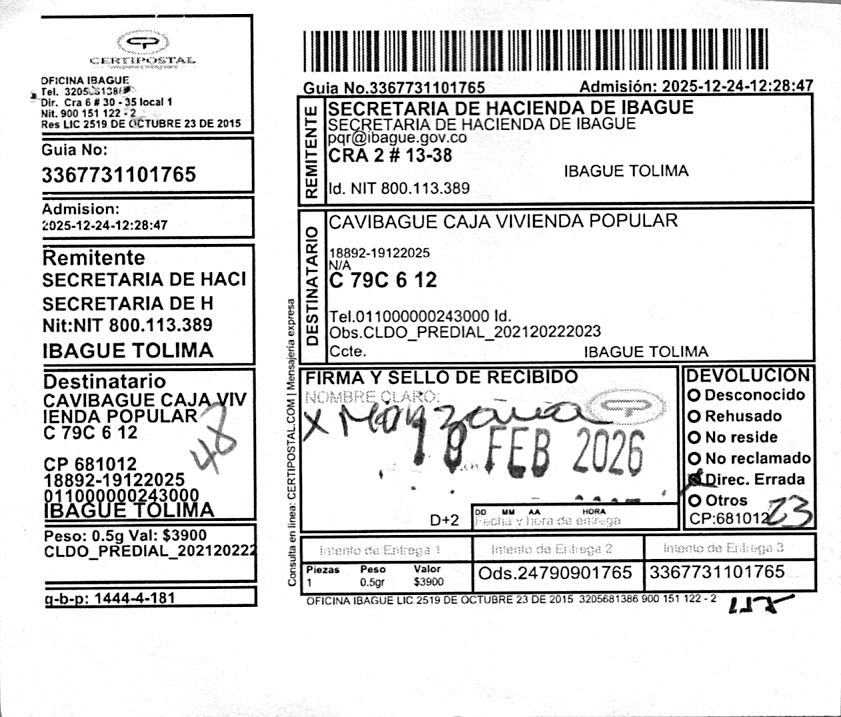 CERTIPOSTAL
OFICINA IBAGUE
Tel. 3205681386
Dir. Cra 6 # 30 - 35 local 1
Nit. 900 151 122 - 2
Res LIC 2519 DE OCTUBRE 23 DE 2015
Guia No:
3367731101765
Admision:
2025-12-24-12:28:47
Remitente
SECRETARIA DE HACI
SECRETARIA DE H
Nit:NIT 800.113.389
IBAGUE TOLIMA
Destinatario
CAVIBAGUE CAJA VIV
IENDA POPULAR
C 79C 6 12
48
CP 681012
18892-19122025
011000000243000
IBAGUE TOLIMA
Peso: 0.5g Val: $3900
CLDO_PREDIAL_202120222
q-b-p: 1444-4-181
Consulta en linea: CERTIPOSTAL.COM | Mensajería expresa
Guia No.3367731101765 Admisión: 2025-12-24-12:28:47
REMITENTE
SECRETARIA DE HACIENDA DE IBAGUE
SECRETARIA DE HACIENDA DE IBAGUE
pqr@ibague.gov.co
CRA 2 # 13-38
IBAGUE TOLIMA
Id. NIT 800.113.389
DESTINATARIO
CAVIBAGUE CAJA VIVIENDA POPULAR
18892-19122025
N/A
C 79C 6 12
Tel.011000000243000 Id.
Obs.CLDO_PREDIAL_202120222023
Ccte. IBAGUE TOLIMA
FIRMA Y SELLO DE RECIBIDO
NOMBRE CLARO:
x Manzana
FEB 2026
D+2
DD MM AA HORA
Fecha y hora de entrega
DEVOLUCION
Desconocido
Rehusado
No reside
No reclamado
Direc. Errada
Otros
CP:681012
23
Intento de Entrega 1 Intento de Entrega 2 Intento de Entrega 3
Piezas Peso Valor
1 0.5gr $3900
Ods.24790901765 3367731101765
OFICINA IBAGUE LIC 2519 DE OCTUBRE 23 DE 2015 3205681386 900 151 122 - 2